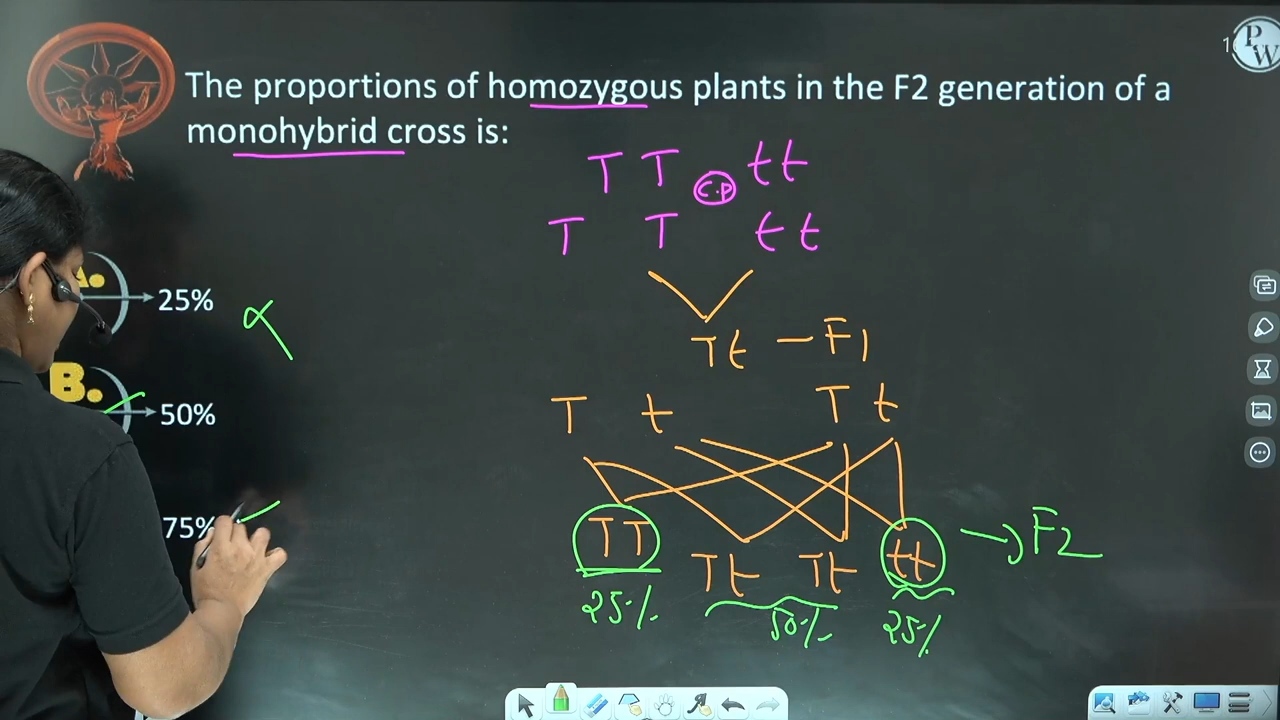 The proportions of homozygous plants in the F2 generation of a
monohybrid cross is:
PW
TT C.P tt
T T t t
A.
25%
Tt - F1
B.
50%
T t T t
75%
TT Tt Tt tt → F2
25% 50% 25%